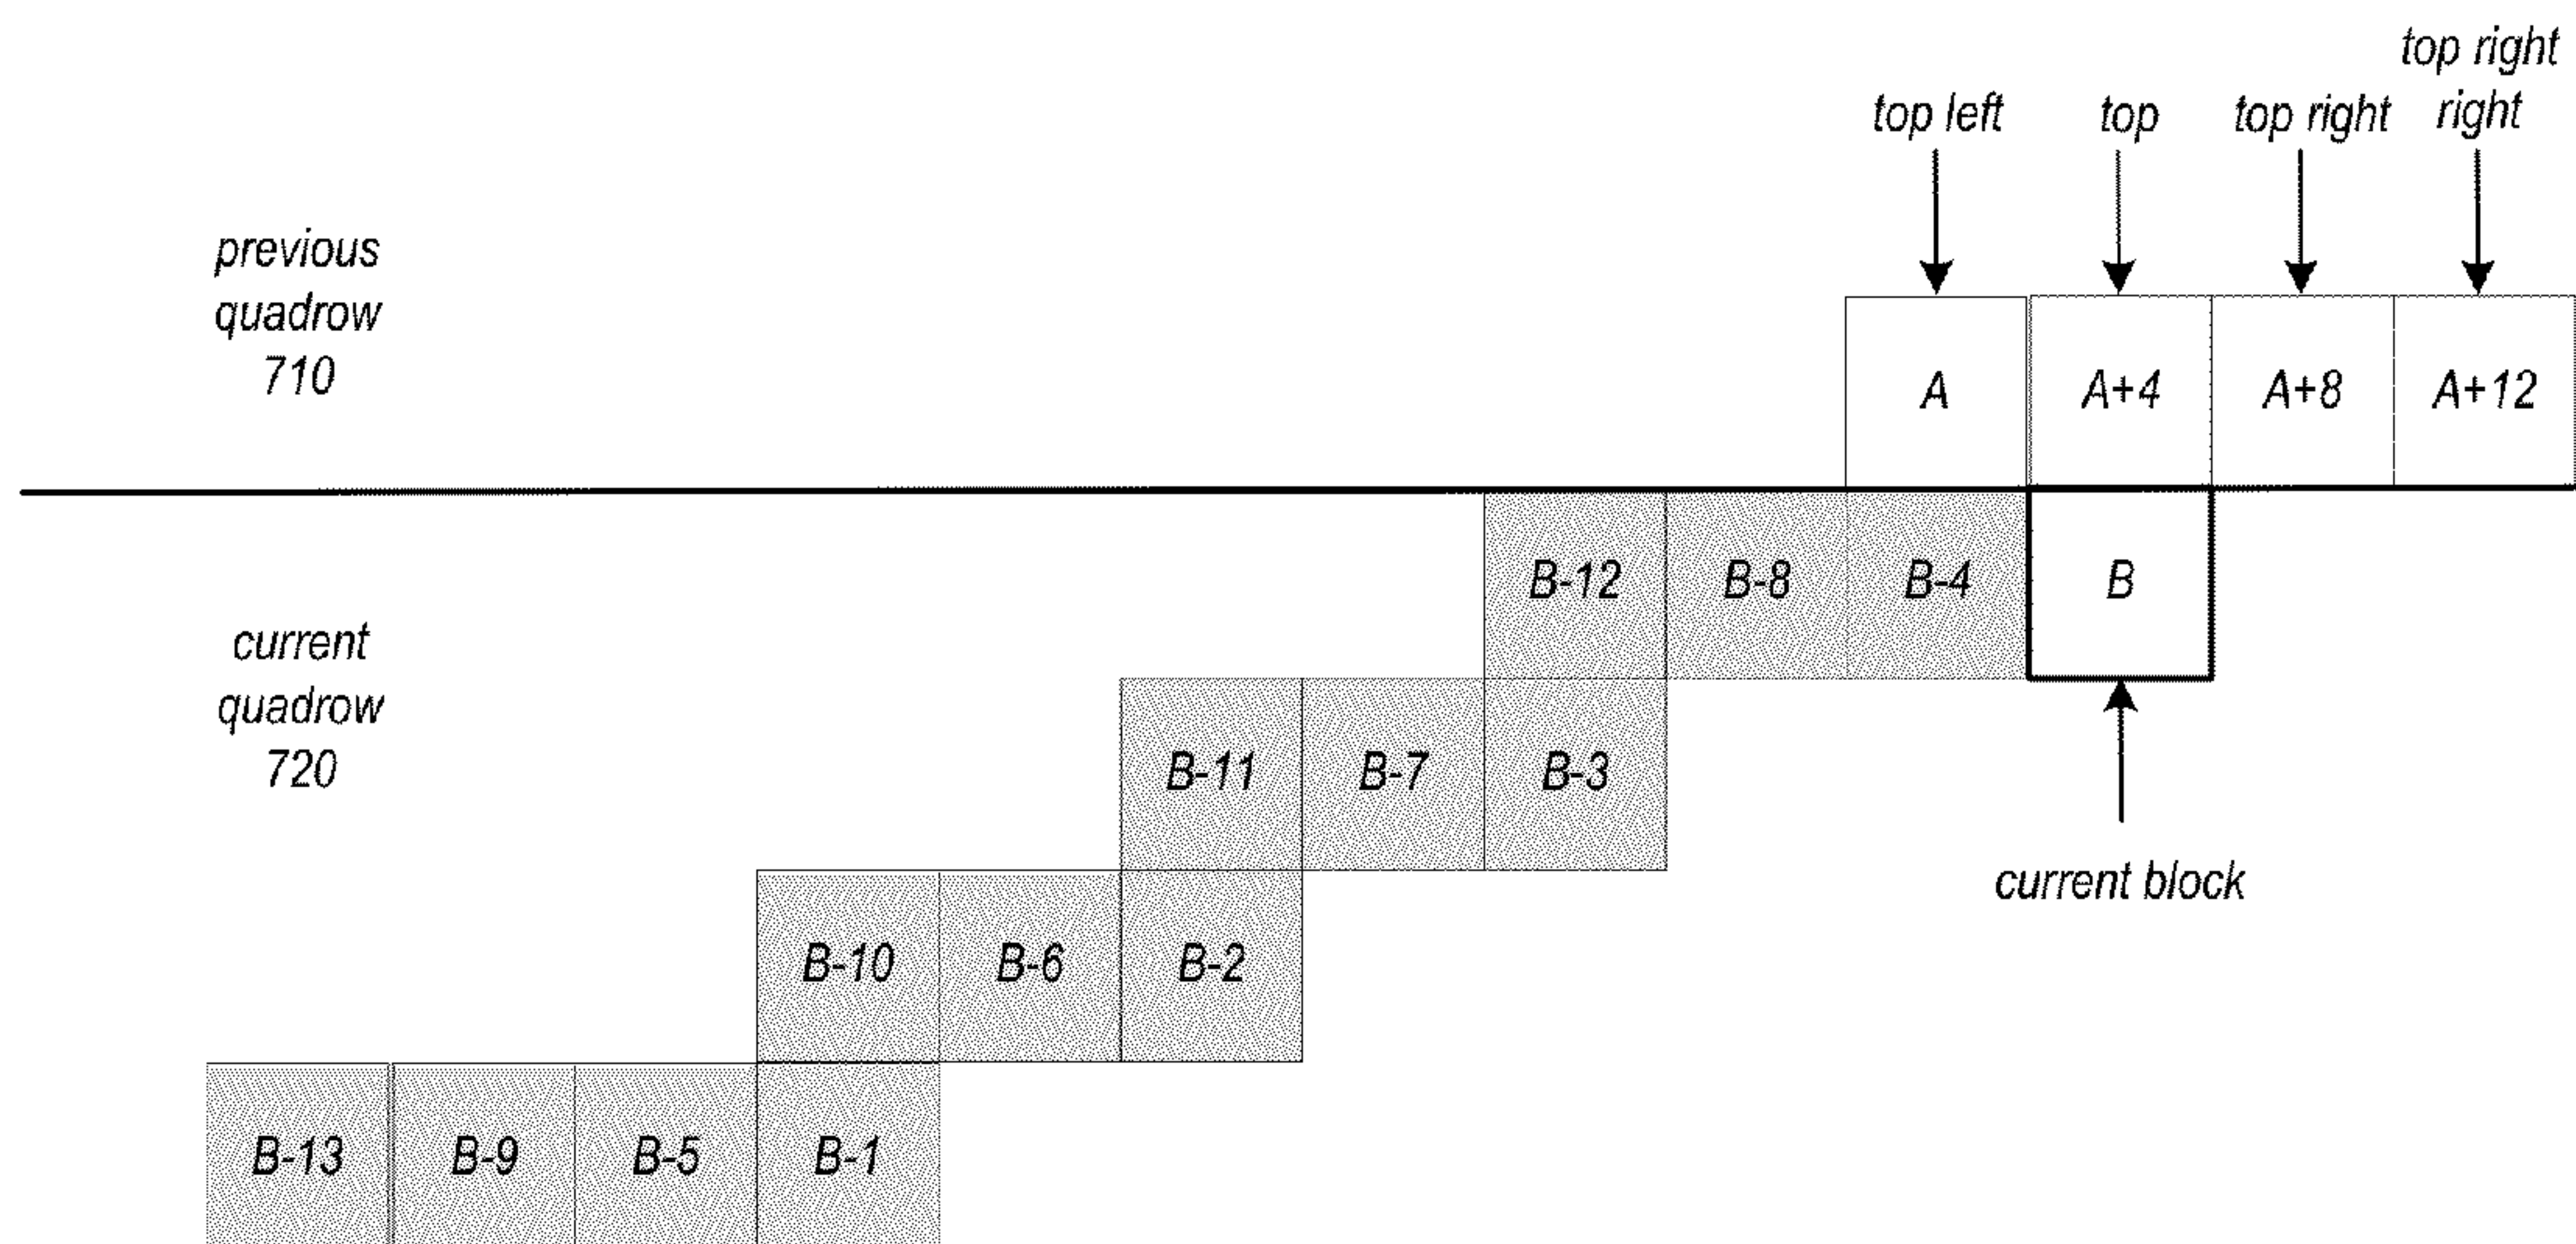 top right
top left top top right right
previous
quadrow
710
A A+4 A+8 A+12
B-12 B-8 B-4 B
current
quadrow
720
B-11 B-7 B-3
current block
B-10 B-6 B-2
B-13 B-9 B-5 B-1